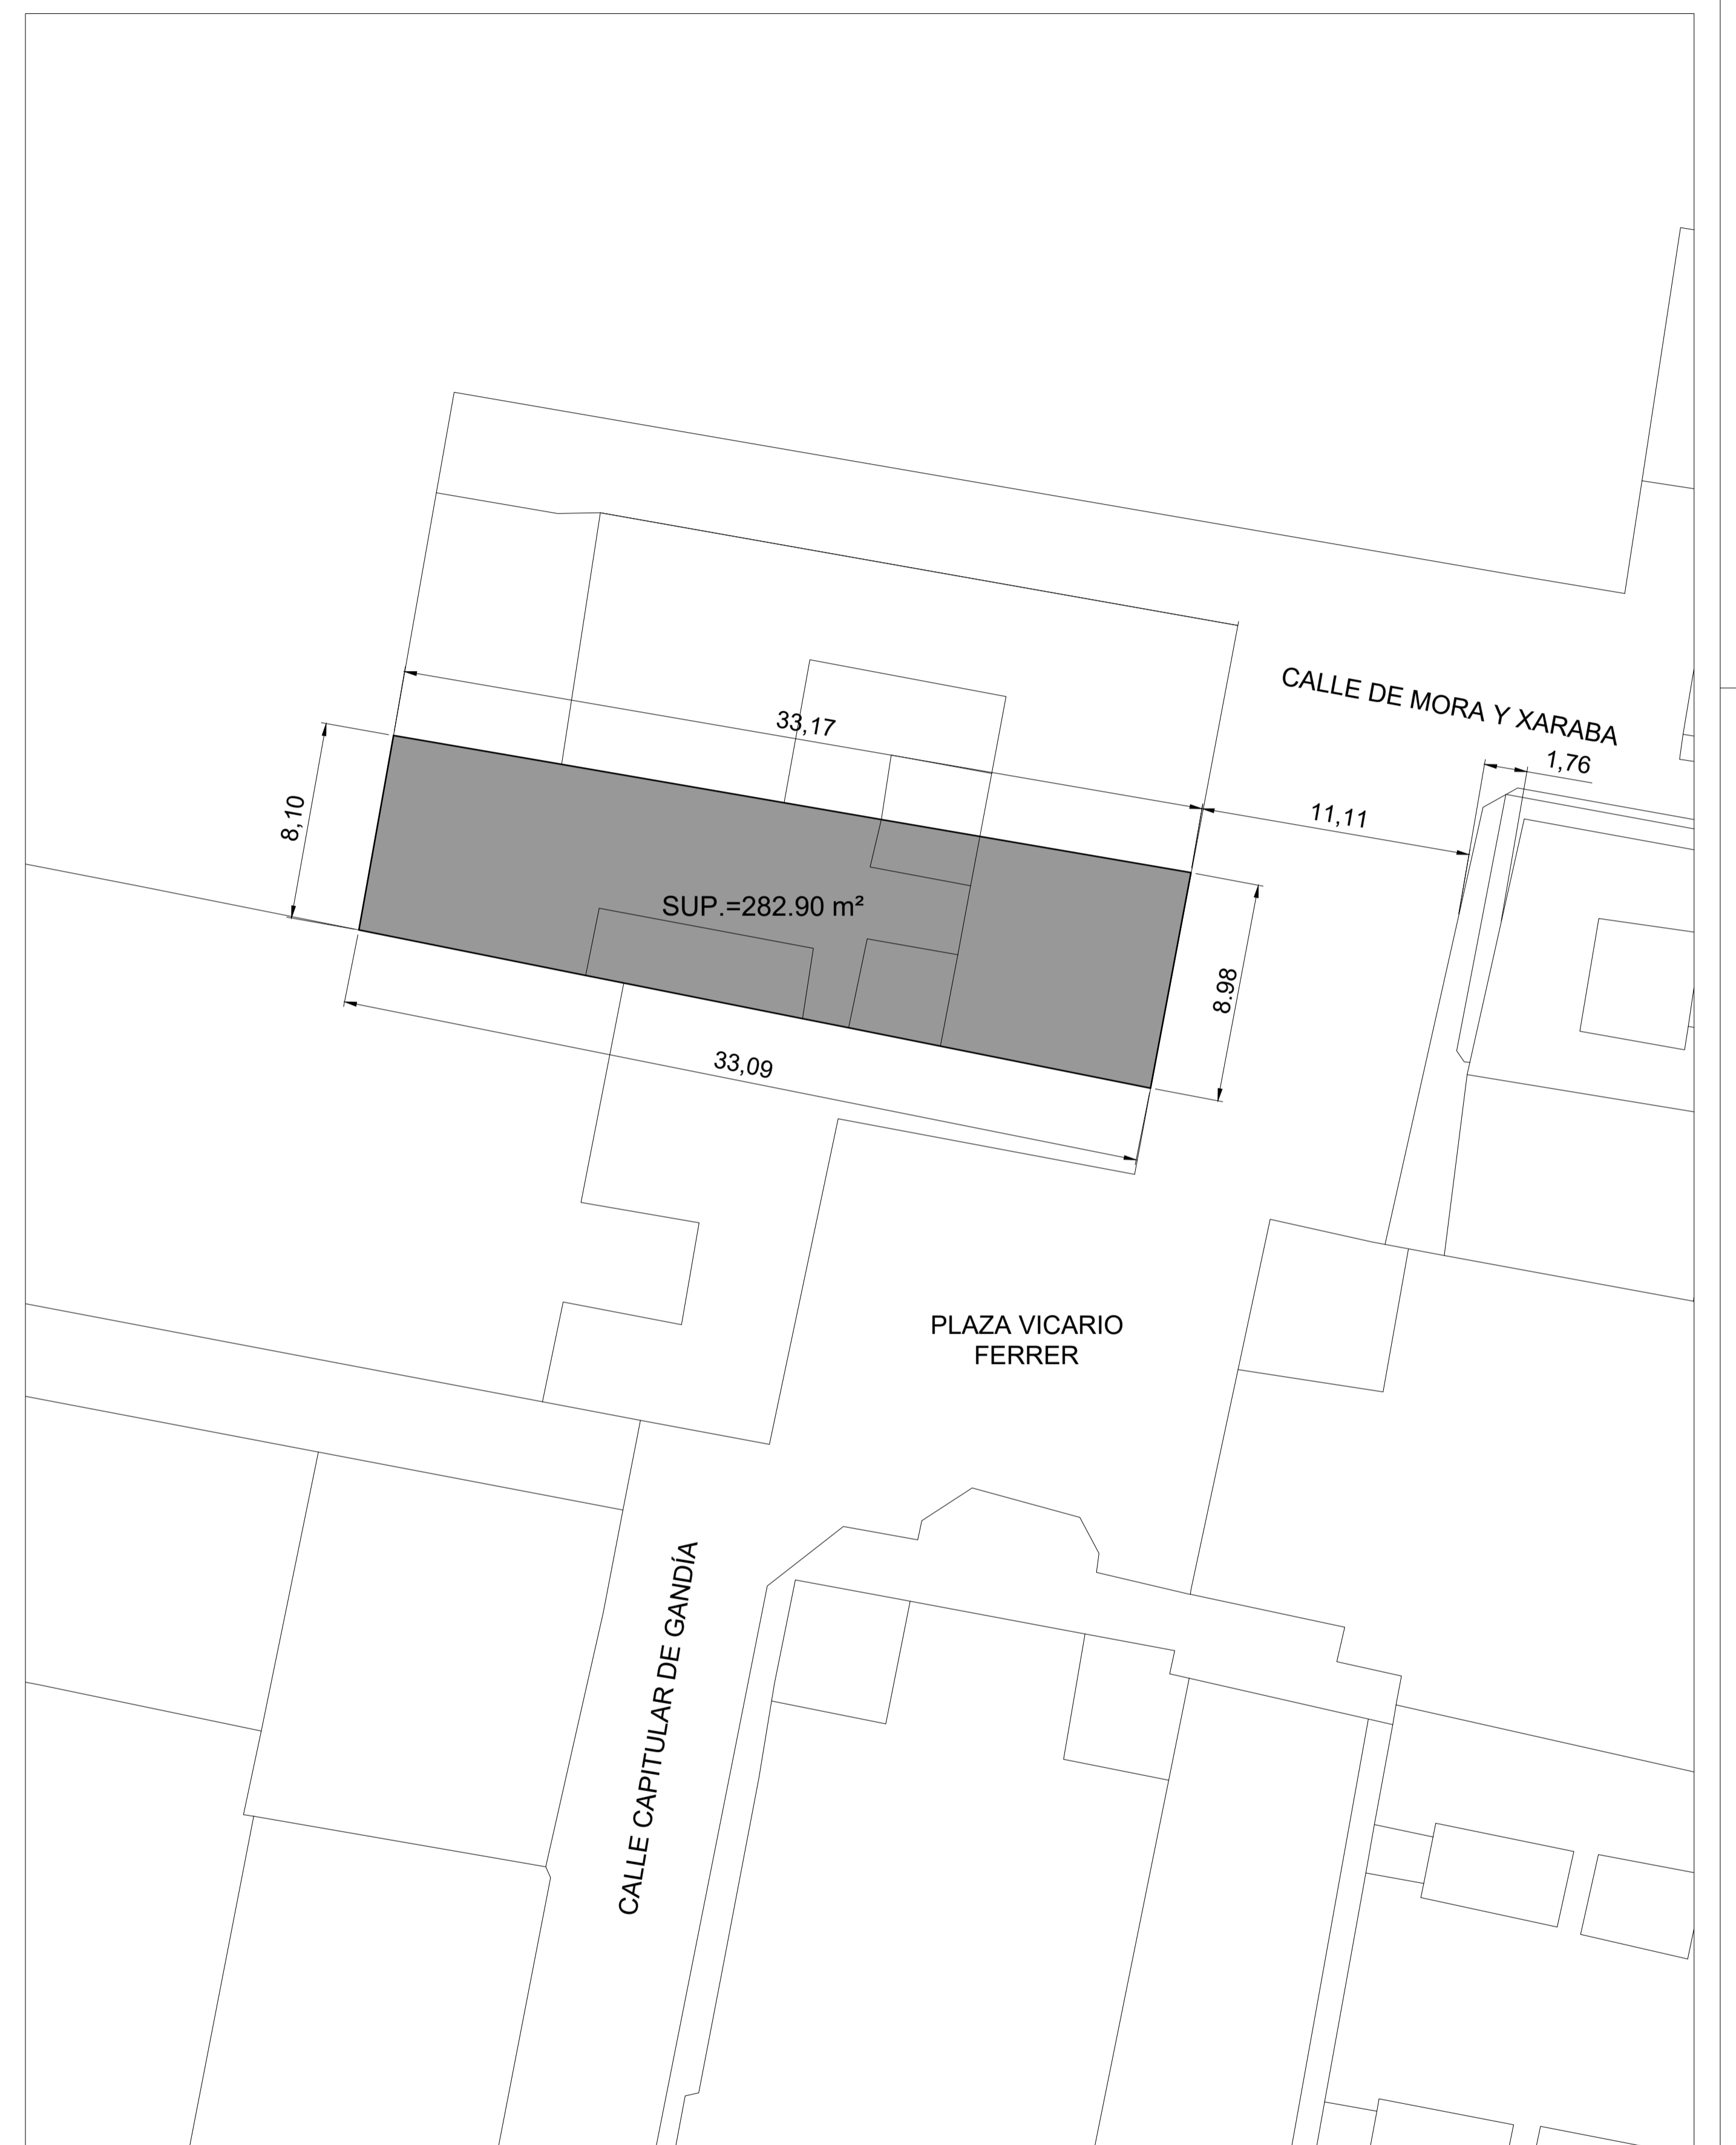 CALLE DE MORA Y XARABA
33,17
1,76
8,10
11,11
SUP.=282.90 m²
8.98
33,09
PLAZA VICARIO
FERRER
CALLE CAPITULAR DE GANDÍA